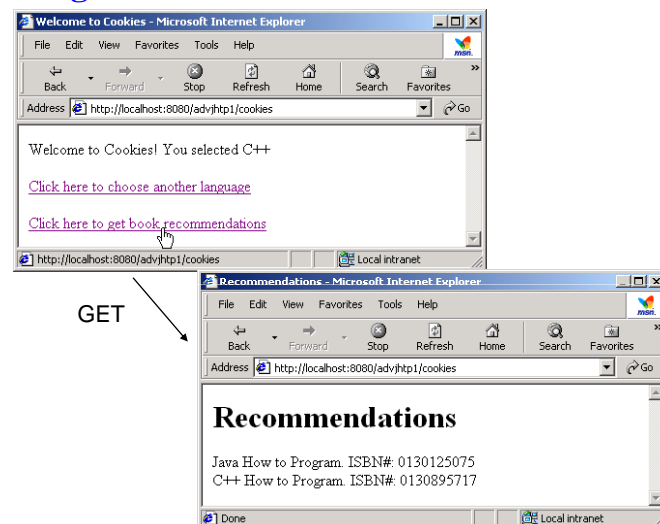 Welcome to Cookies - Microsoft Internet Explorer
File Edit View Favorites Tools Help
msn.
Back Forward Stop Refresh Home Search Favorites »
Address http://localhost:8080/advjhtp1/cookies Go
Welcome to Cookies! You selected C++
Click here to choose another language
Click here to get book recommendations
http://localhost:8080/advjhtp1/cookies Local intranet
GET
Recommendations - Microsoft Internet Explorer
File Edit View Favorites Tools Help
msn.
Back Forward Stop Refresh Home Search Favorites »
Address http://localhost:8080/advjhtp1/cookies Go
Recommendations
Java How to Program. ISBN#: 0130125075
C++ How to Program. ISBN#: 0130895717
Done Local intranet